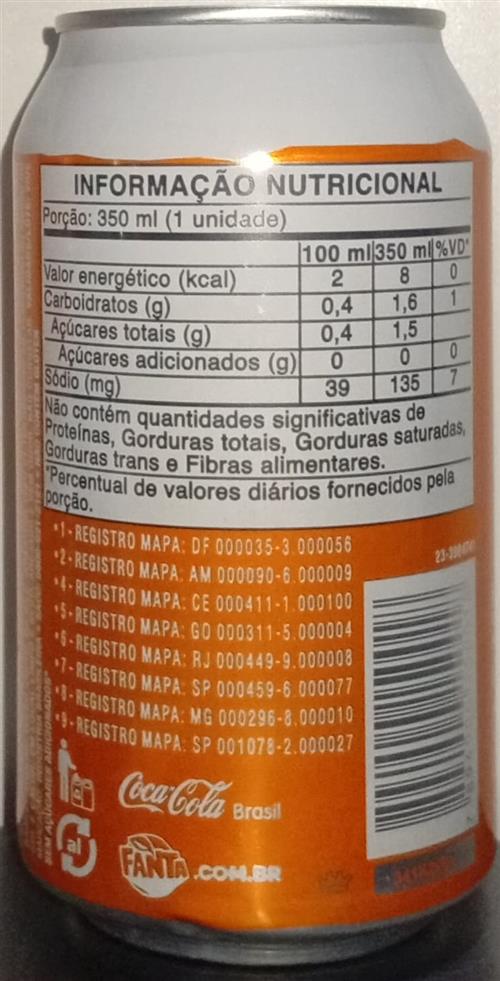 INFORMAÇÃO NUTRICIONAL
Porção: 350 ml (1 unidade)
100 ml 350 ml %VD*
Valor energético (kcal) 2 8 0
Carboidratos (g) 0,4 1,6 1
Açúcares totais (g) 0,4 1,5
Açúcares adicionados (g) 0 0 0
Sódio (mg) 39 135 7
Não contém quantidades significativas de
Proteínas, Gorduras totais, Gorduras saturadas,
Gorduras trans e Fibras alimentares.
*Percentual de valores diários fornecidos pela
porção.
*1-REGISTRO MAPA: DF 000035-3.000056
*2-REGISTRO MAPA: AM 000090-6.000009
*4-REGISTRO MAPA: CE 000411-1.000100
*5-REGISTRO MAPA: GO 000311-5.000004
*6-REGISTRO MAPA: RJ 000449-9.000008
*7-REGISTRO MAPA: SP 000459-6.000077
*8-REGISTRO MAPA: MG 000296-8.000010
*9-REGISTRO MAPA: SP 001078-2.000027
Coca-Cola Brasil
al
FANTA.COM.BR
SEM AÇÚCARES ADICIONADOS